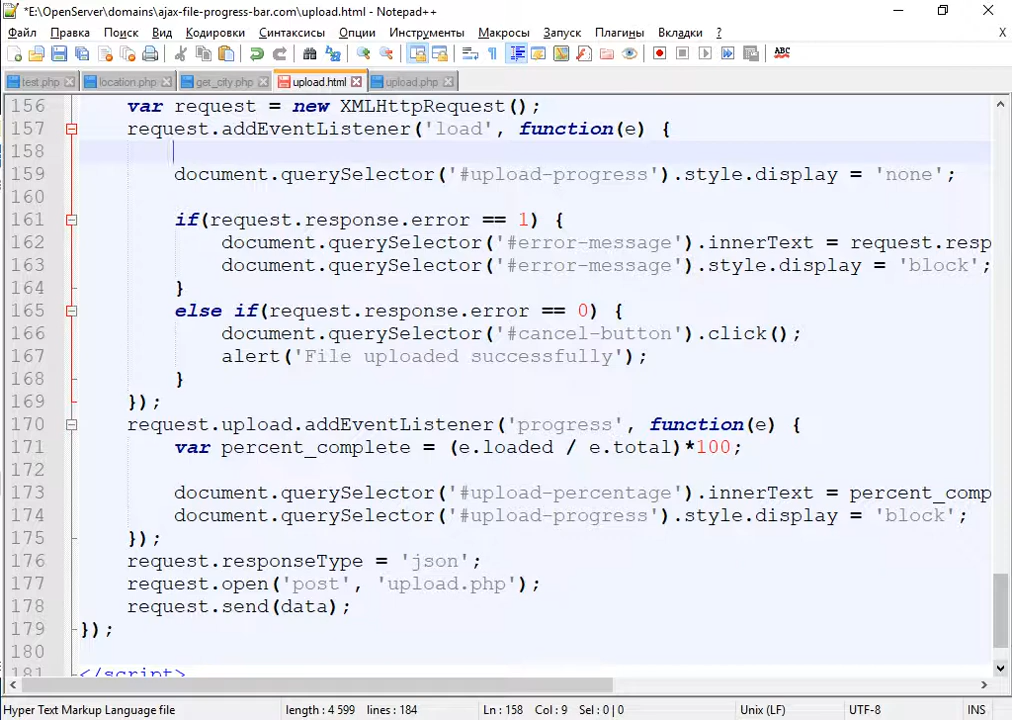 *E:\OpenServer\domains\ajax-file-progress-bar.com\upload.html - Notepad++
Файл Правка Поиск Вид Кодировки Синтаксисы Опции Инструменты Макросы Запуск Плагины Вкладки ? X
ABC
test.php location.php get_city.php upload.html upload.php
156 var request = new XMLHttpRequest();
157 request.addEventListener('load', function(e) {
158
159 document.querySelector('#upload-progress').style.display = 'none';
160
161 if(request.response.error == 1) {
162 document.querySelector('#error-message').innerText = request.resp
163 document.querySelector('#error-message').style.display = 'block';
164 }
165 else if(request.response.error == 0) {
166 document.querySelector('#cancel-button').click();
167 alert('File uploaded successfully');
168 }
169 });
170 request.upload.addEventListener('progress', function(e) {
171 var percent_complete = (e.loaded / e.total)*100;
172
173 document.querySelector('#upload-percentage').innerText = percent_comp
174 document.querySelector('#upload-progress').style.display = 'block';
175 });
176 request.responseType = 'json';
177 request.open('post', 'upload.php');
178 request.send(data);
179 });
180
181 </script>
Hyper Text Markup Language file length : 4 599 lines : 184 Ln : 158 Col : 9 Sel : 0 | 0 Unix (LF) UTF-8 INS